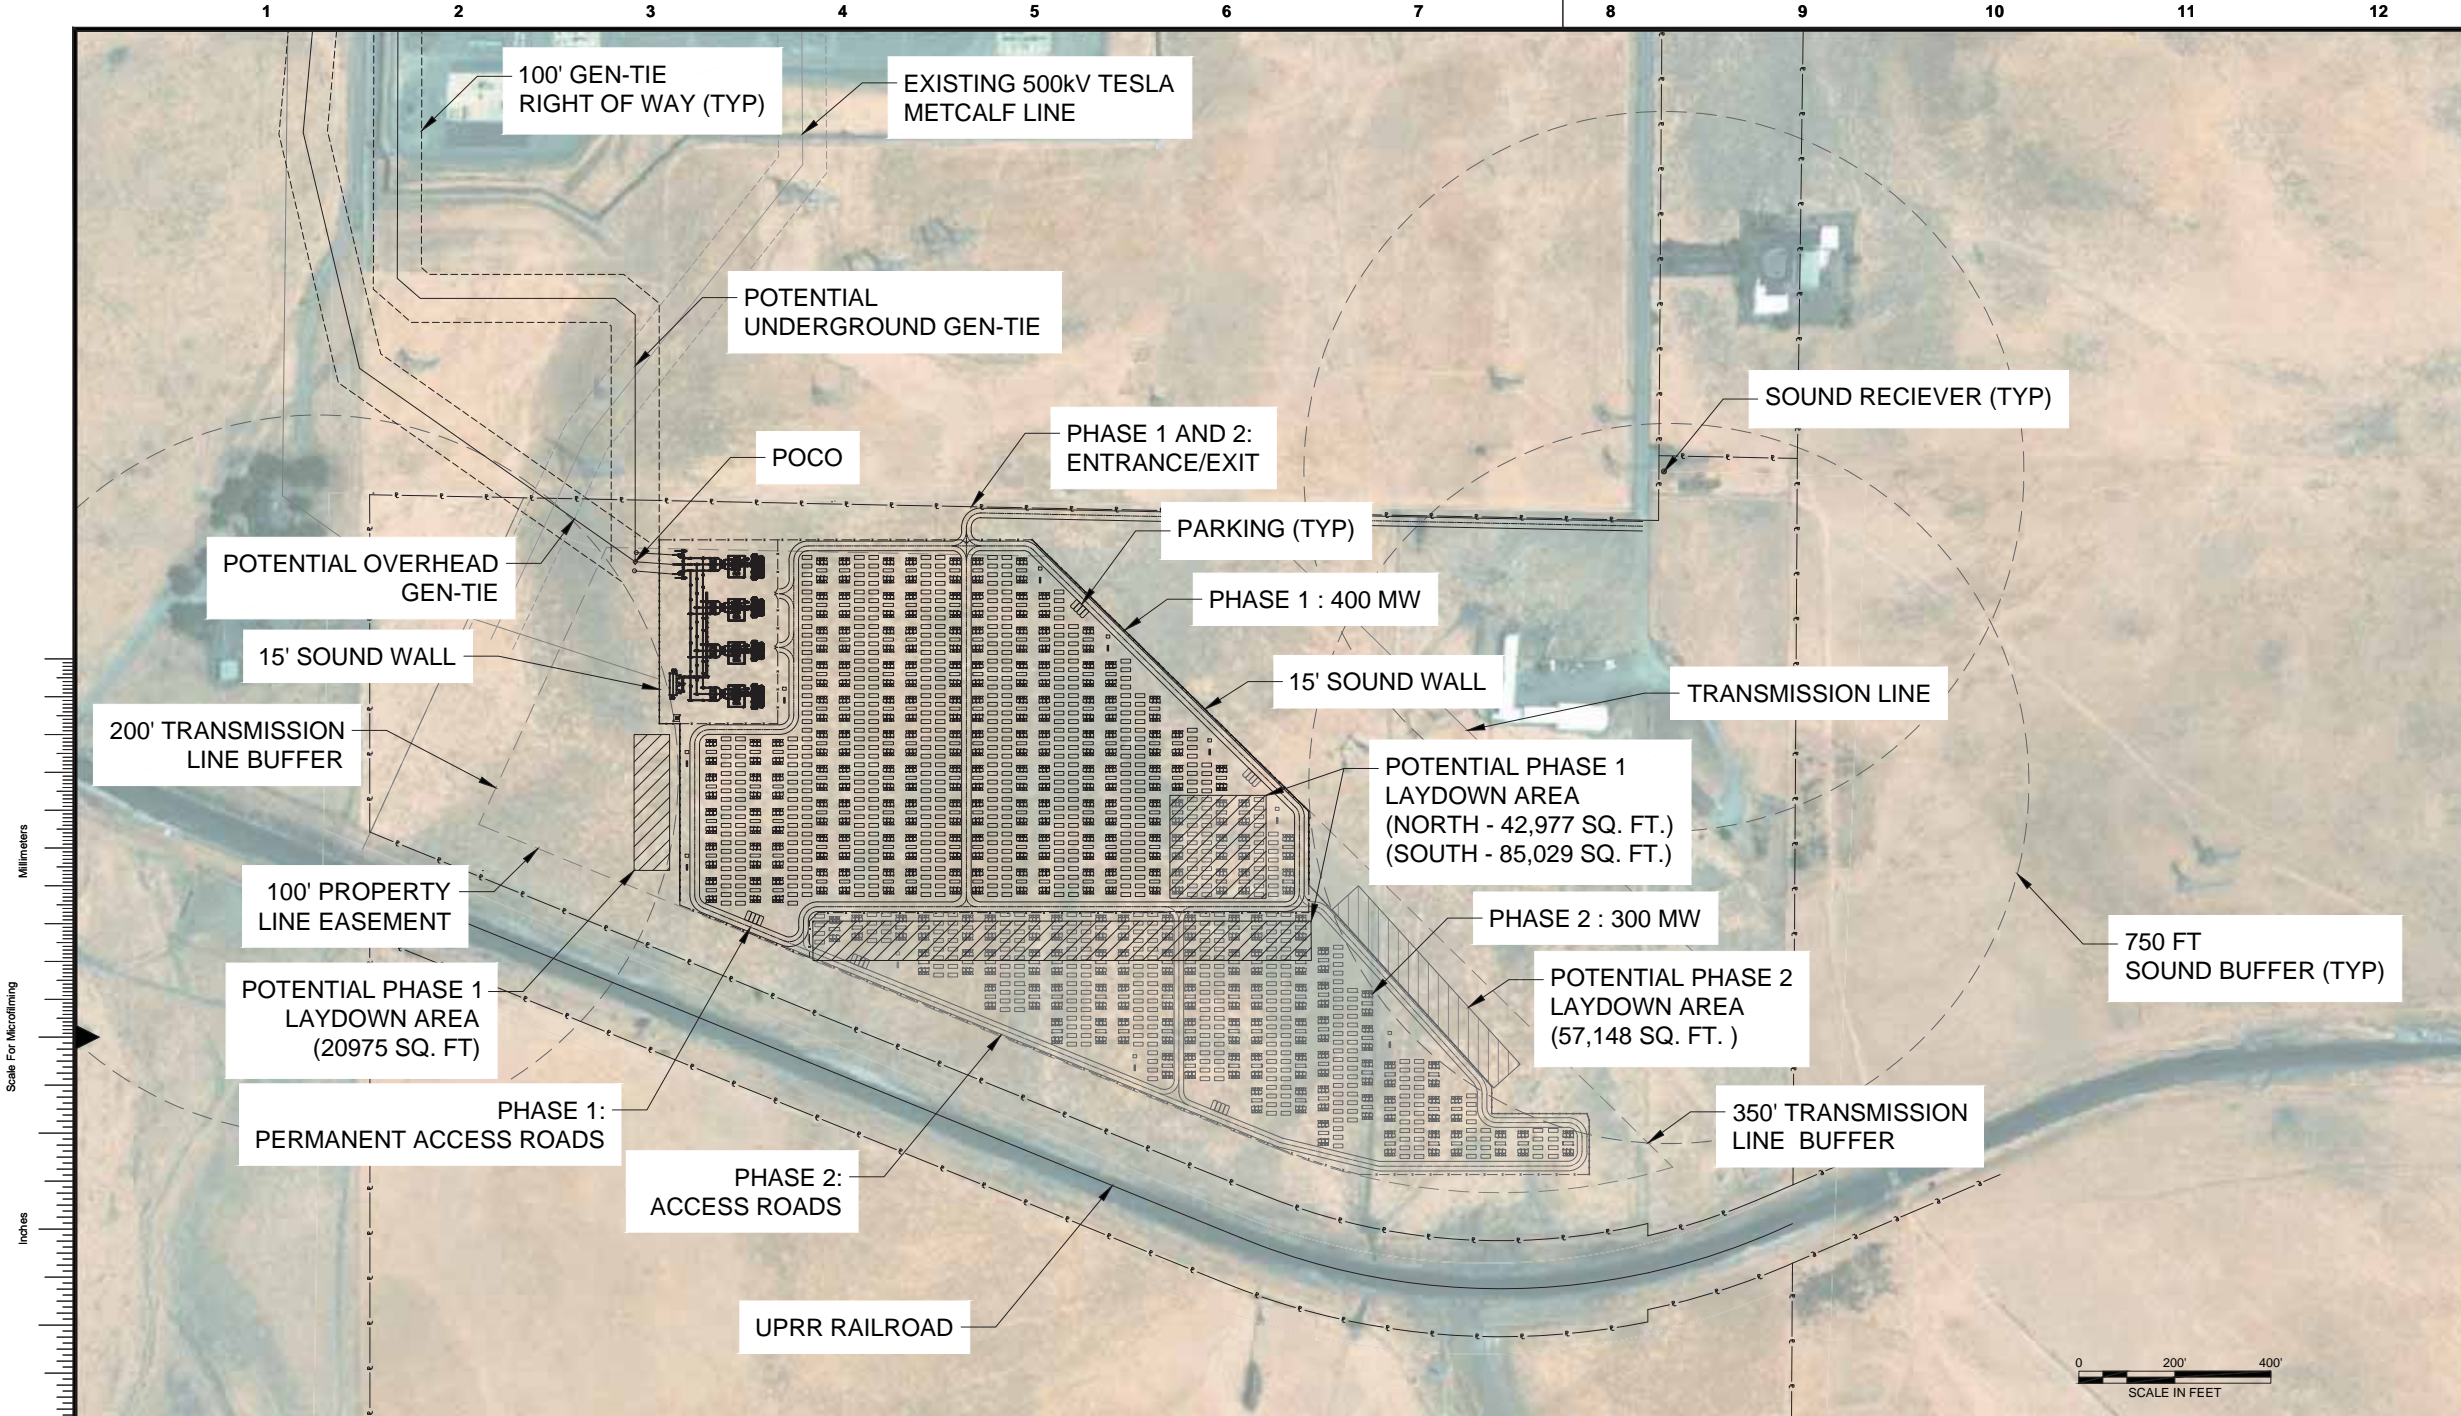 1 2 3 4 5 6 7 8 9 10 11 12
100' GEN-TIE
RIGHT OF WAY (TYP)
EXISTING 500kV TESLA
METCALF LINE
POTENTIAL
UNDERGROUND GEN-TIE
SOUND RECIEVER (TYP)
POCO
PHASE 1 AND 2:
ENTRANCE/EXIT
PARKING (TYP)
POTENTIAL OVERHEAD
GEN-TIE
PHASE 1 : 400 MW
15' SOUND WALL
15' SOUND WALL
TRANSMISSION LINE
200' TRANSMISSION
LINE BUFFER
POTENTIAL PHASE 1
LAYDOWN AREA
(NORTH - 42,977 SQ. FT.)
(SOUTH - 85,029 SQ. FT.)
100' PROPERTY
LINE EASEMENT
PHASE 2 : 300 MW
750 FT
SOUND BUFFER (TYP)
POTENTIAL PHASE 1
LAYDOWN AREA
(20975 SQ. FT)
POTENTIAL PHASE 2
LAYDOWN AREA
(57,148 SQ. FT. )
PHASE 1:
PERMANENT ACCESS ROADS
350' TRANSMISSION
LINE BUFFER
PHASE 2:
ACCESS ROADS
UPRR RAILROAD
Millimeters
Scale For Microfilming
Inches
0 200' 400'
SCALE IN FEET